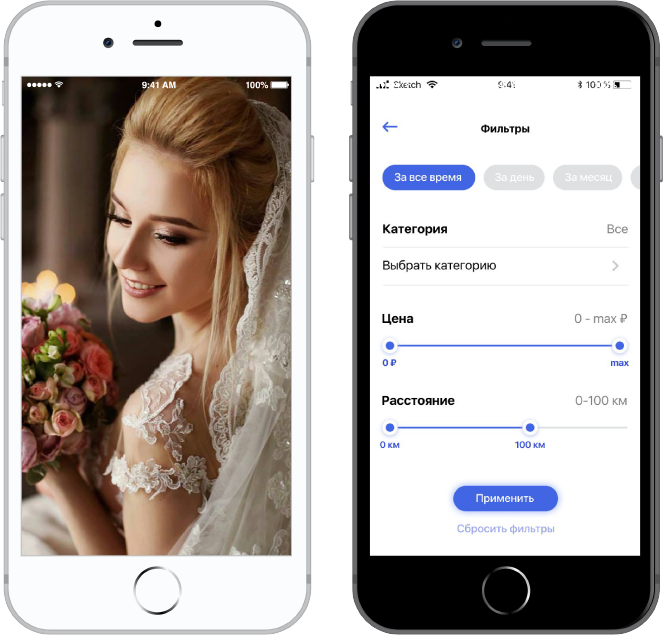 9:41 AM
100%
Sketch
9:41
100%
Фильтры
За все время
За день
За месяц
Категория
Все
Выбрать категорию
Цена
0 - max ₽
0 ₽
max
Расстояние
0-100 км
0 км
100 км
Применить
Сбросить фильтры